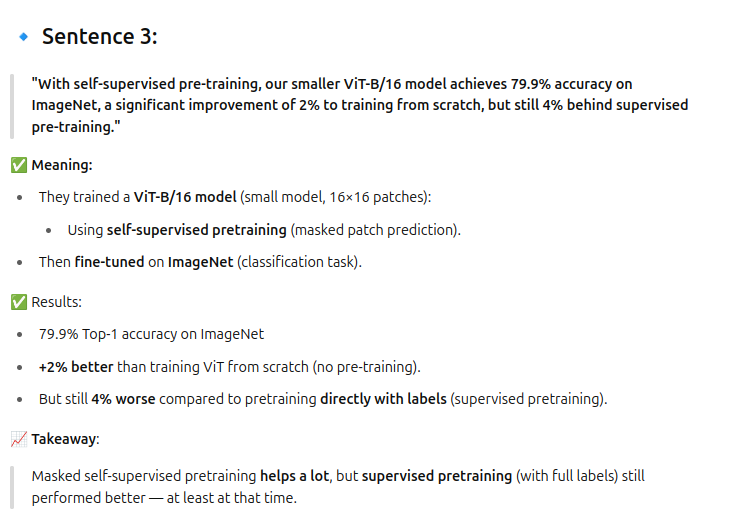 🔹 Sentence 3:
"With self-supervised pre-training, our smaller ViT-B/16 model achieves 79.9% accuracy on
ImageNet, a significant improvement of 2% to training from scratch, but still 4% behind supervised
pre-training."
✅ Meaning:
• They trained a ViT-B/16 model (small model, 16×16 patches):
• Using self-supervised pretraining (masked patch prediction).
• Then fine-tuned on ImageNet (classification task).
✅ Results:
• 79.9% Top-1 accuracy on ImageNet
• +2% better than training ViT from scratch (no pre-training).
• But still 4% worse compared to pretraining directly with labels (supervised pretraining).
📈 Takeaway:
Masked self-supervised pretraining helps a lot, but supervised pretraining (with full labels) still
performed better — at least at that time.